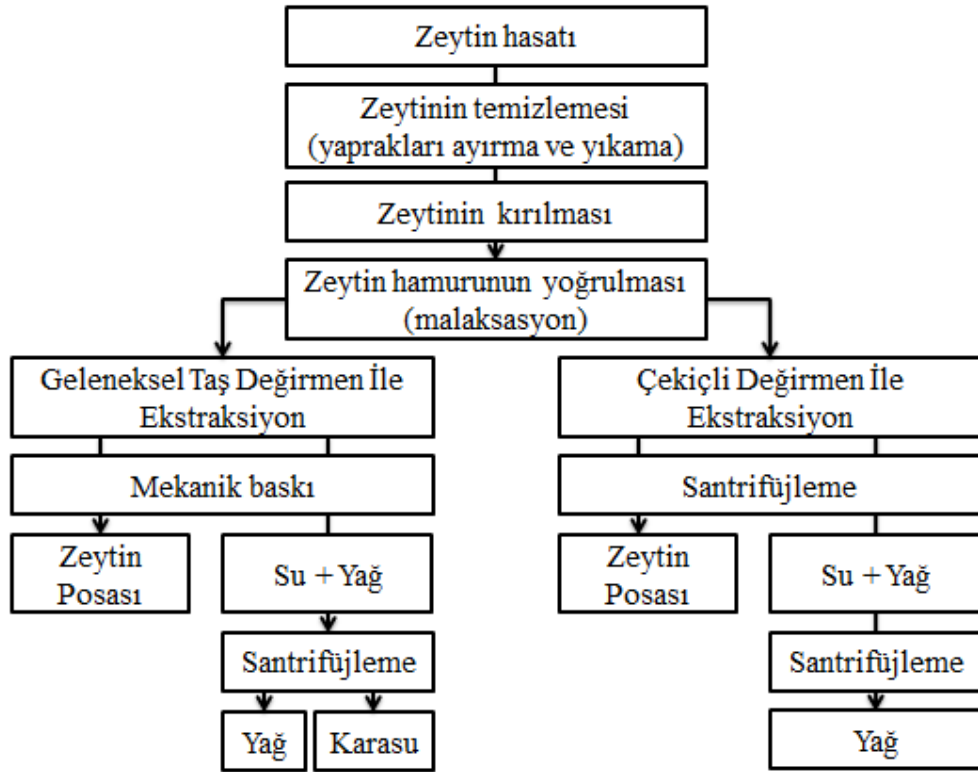 Zeytin hasatı
Zeytinin temizlemesi
(yaprakları ayırma ve yıkama)
Zeytinin kırılması
Zeytin hamurunun yoğrulması
(malaksasyon)
Geleneksel Taş Değirmen İle
Ekstraksiyon
Mekanik baskı
Zeytin
Posası
Su + Yağ
Santrifüjleme
Yağ
Karasu
Çekiçli Değirmen İle
Ekstraksiyon
Santrifüjleme
Zeytin
Posası
Su + Yağ
Santrifüjleme
Yağ